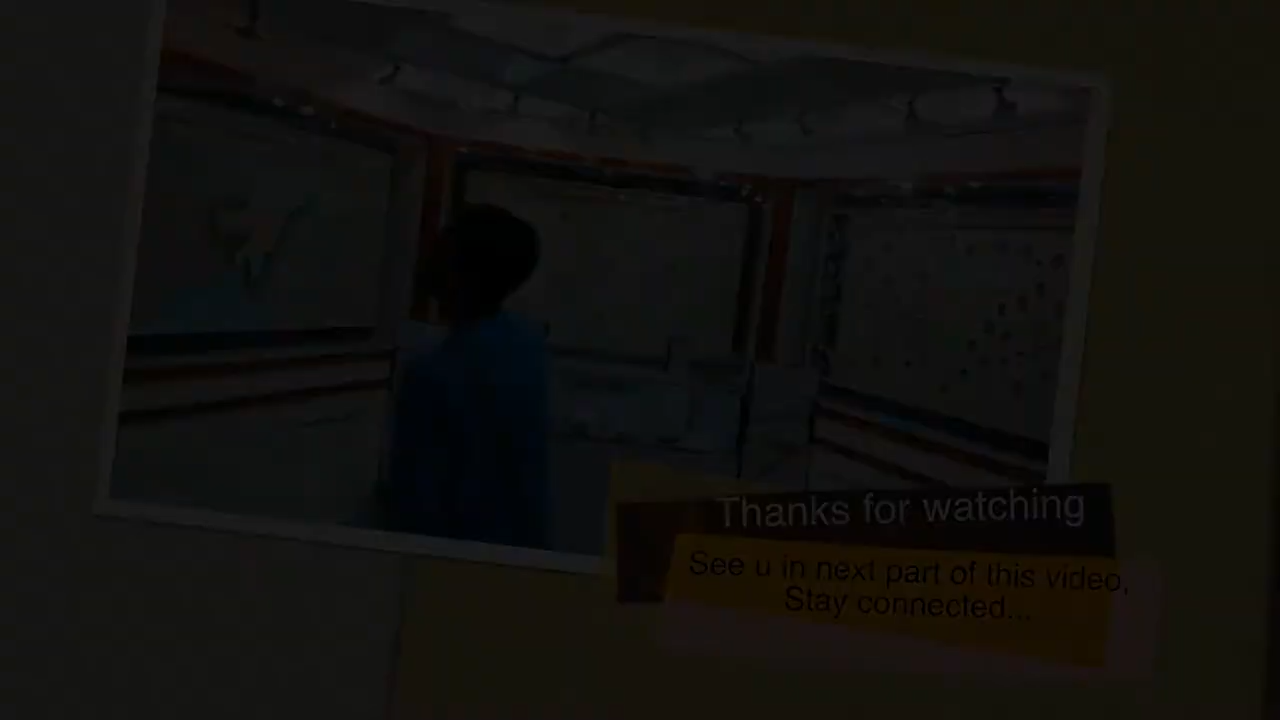 Thanks for watching
See u in next part of this video,
Stay connected...